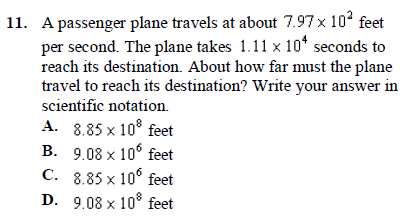 11. A passenger plane travels at about 7.97 × 10² feet
per second. The plane takes 1.11 × 10⁴ seconds to
reach its destination. About how far must the plane
travel to reach its destination? Write your answer in
scientific notation.
A. 8.85 × 10⁸ feet
B. 9.08 × 10⁶ feet
C. 8.85 × 10⁶ feet
D. 9.08 × 10⁸ feet